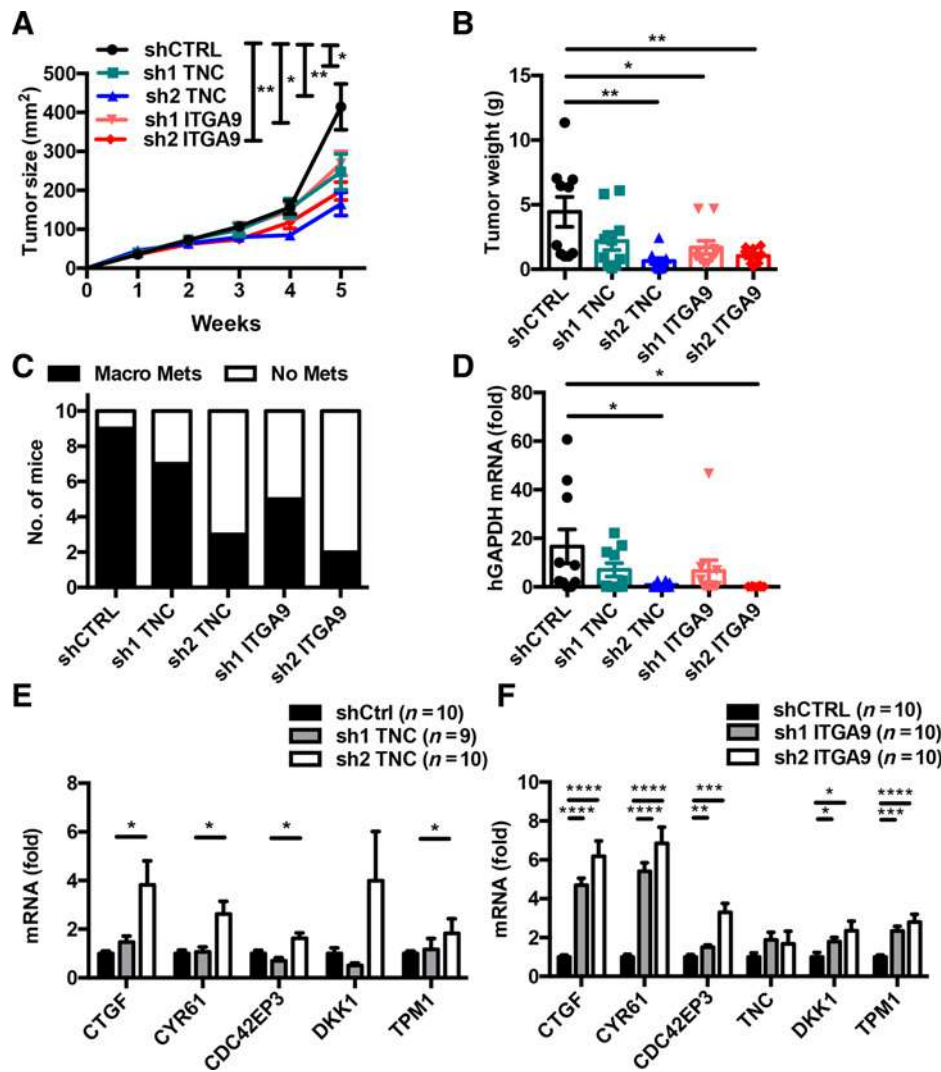 A
shCTRL
sh1 TNC
sh2 TNC
sh1 ITGA9
sh2 ITGA9
** * ** *
Tumor size (mm²)
500
400
300
200
100
0
0 1 2 3 4 5
Weeks
B
**
*
**
Tumor weight (g)
15
10
5
0
shCTRL
sh1 TNC
sh2 TNC
sh1 ITGA9
sh2 ITGA9
C
Macro Mets No Mets
No. of mice
10
8
6
4
2
0
shCTRL
sh1 TNC
sh2 TNC
sh1 ITGA9
sh2 ITGA9
D
*
*
hGAPDH mRNA (fold)
80
60
40
20
0
shCTRL
sh1 TNC
sh2 TNC
sh1 ITGA9
sh2 ITGA9
E
shCtrl (n = 10)
sh1 TNC (n = 9)
sh2 TNC (n = 10)
mRNA (fold)
8
6
4
2
0
* * * *
CTGF
CYR61
CDC42EP3
DKK1
TPM1
F
shCTRL (n = 10)
sh1 ITGA9 (n = 10)
sh2 ITGA9 (n = 10)
mRNA (fold)
10
8
6
4
2
0
**** **** *** * ****
**** **** ** * ***
CTGF
CYR61
CDC42EP3
TNC
DKK1
TPM1